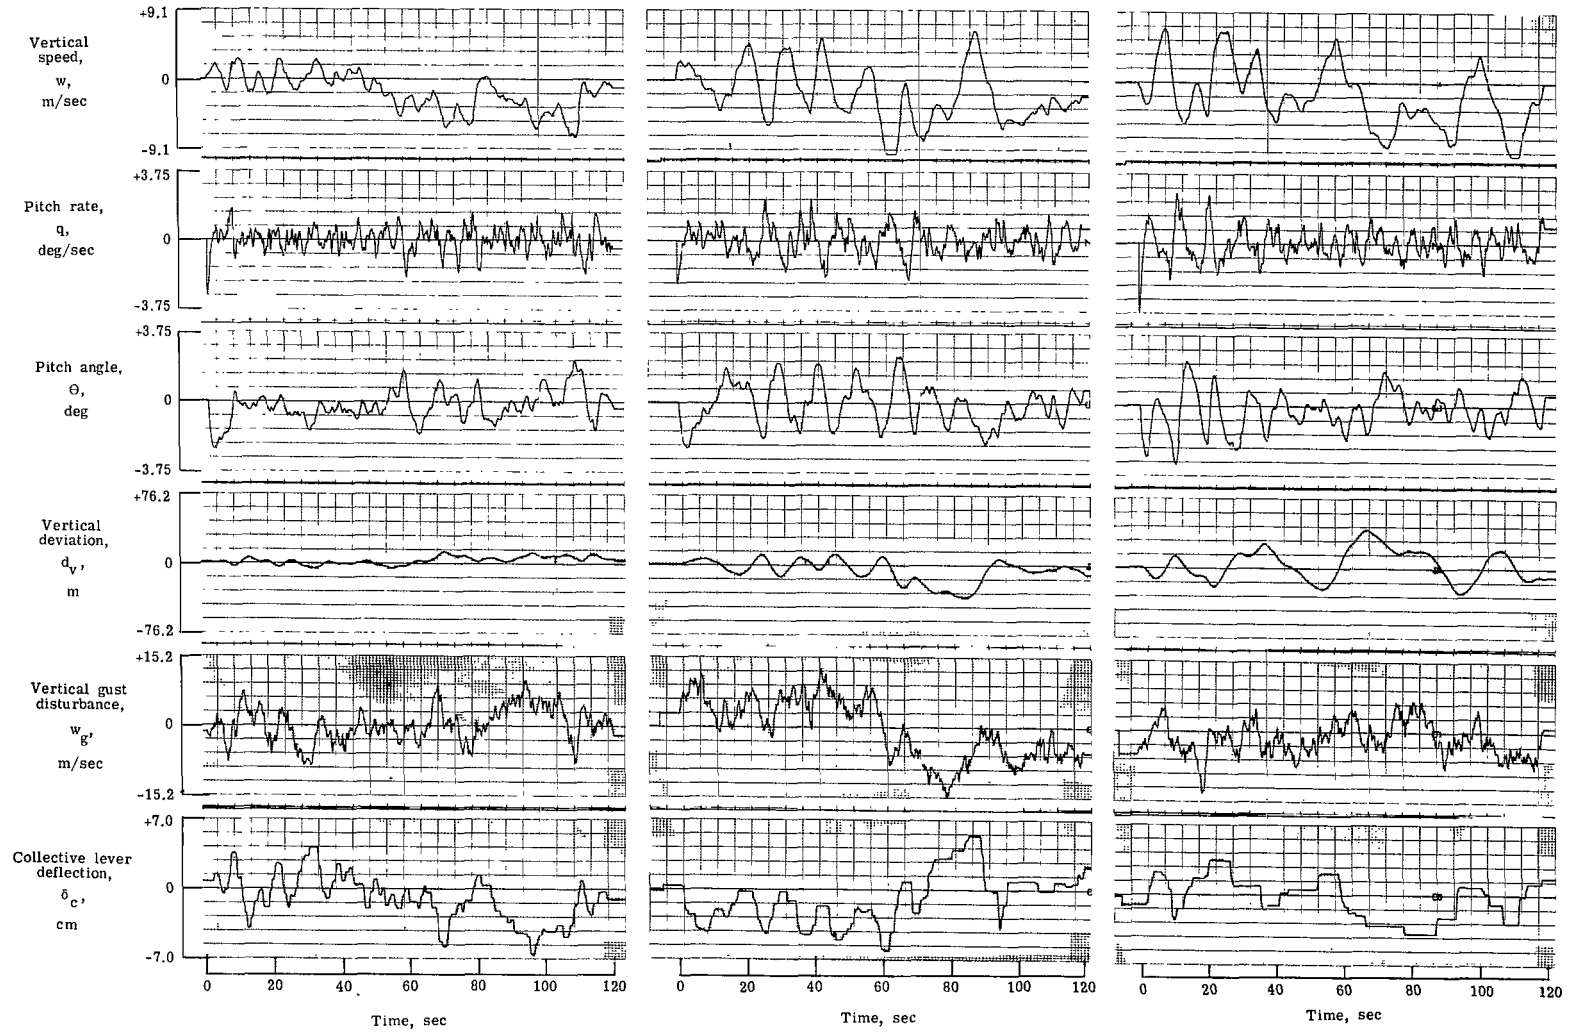 +9.1
Vertical
speed,
w,
m/sec
0
-9.1
+3.75
Pitch rate,
q,
deg/sec
0
-3.75
+3.75
Pitch angle,
Θ,
deg
0
-3.75
+76.2
Vertical
deviation,
d_v,
m
0
-76.2
+15.2
Vertical gust
disturbance,
w_g,
m/sec
0
-15.2
+7.0
Collective lever
deflection,
δ_c,
cm
0
-7.0
0 20 40 60 80 100 120
0 20 40 60 80 100 120
0 20 40 60 80 100 120
Time, sec
Time, sec
Time, sec